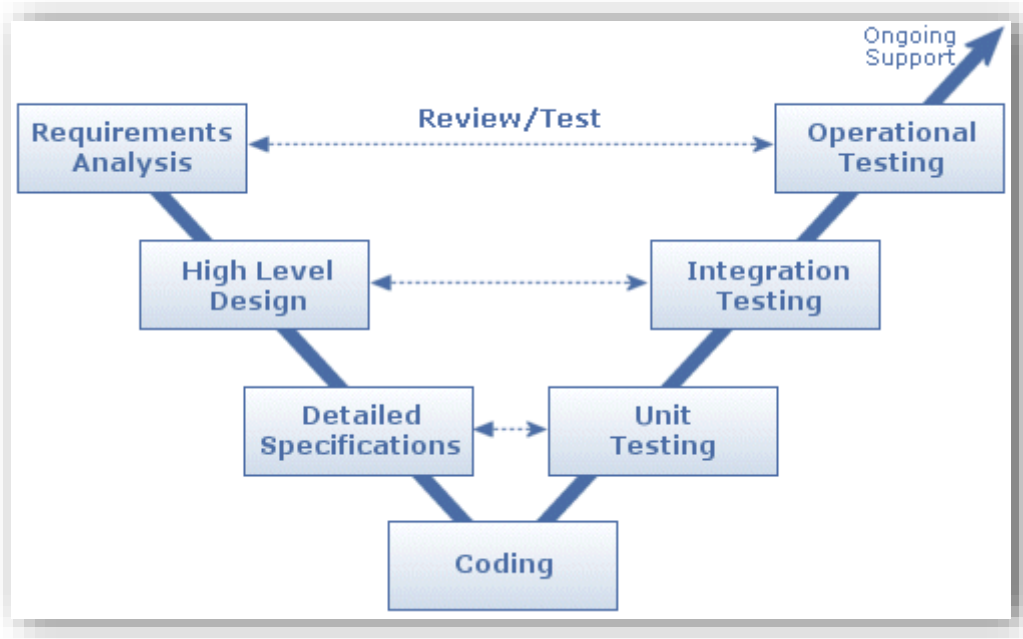 Ongoing
Support
Review/Test
Requirements
Analysis
Operational
Testing
High Level
Design
Integration
Testing
Detailed
Specifications
Unit
Testing
Coding